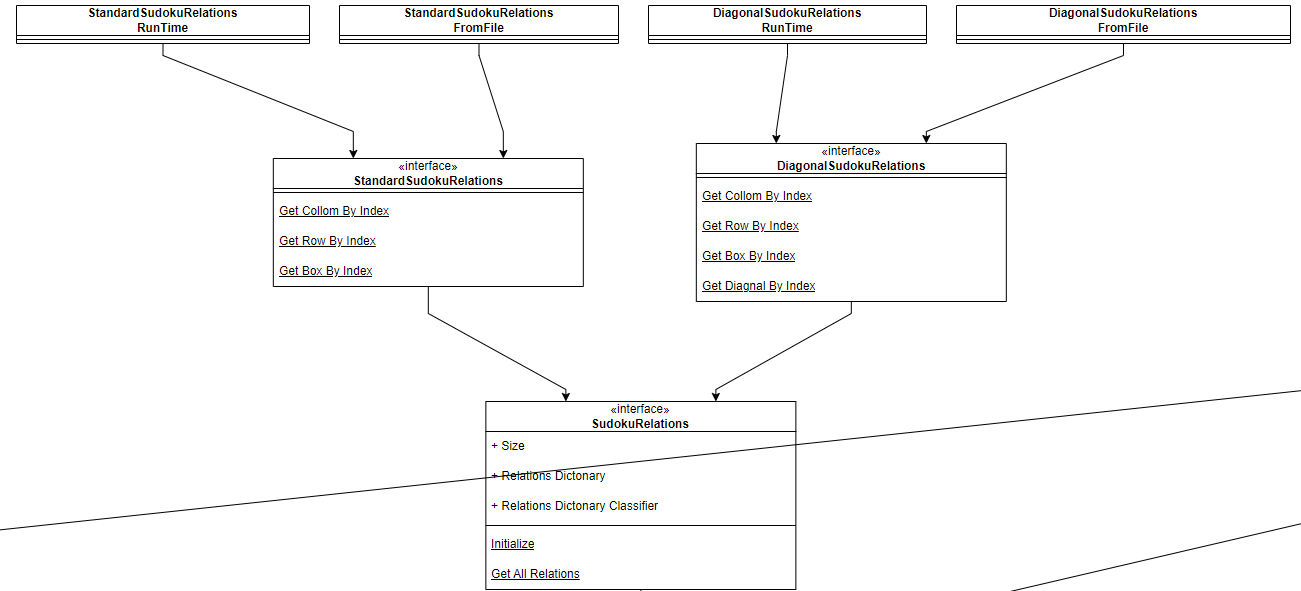 StandardSudokuRelations
RunTime
StandardSudokuRelations
FromFile
DiagonalSudokuRelations
RunTime
DiagonalSudokuRelations
FromFile
«interface»
StandardSudokuRelations
Get Collom By Index
Get Row By Index
Get Box By Index
«interface»
DiagonalSudokuRelations
Get Collom By Index
Get Row By Index
Get Box By Index
Get Diagnal By Index
«interface»
SudokuRelations
+ Size
+ Relations Dictonary
+ Relations Dictonary Classifier
Initialize
Get All Relations